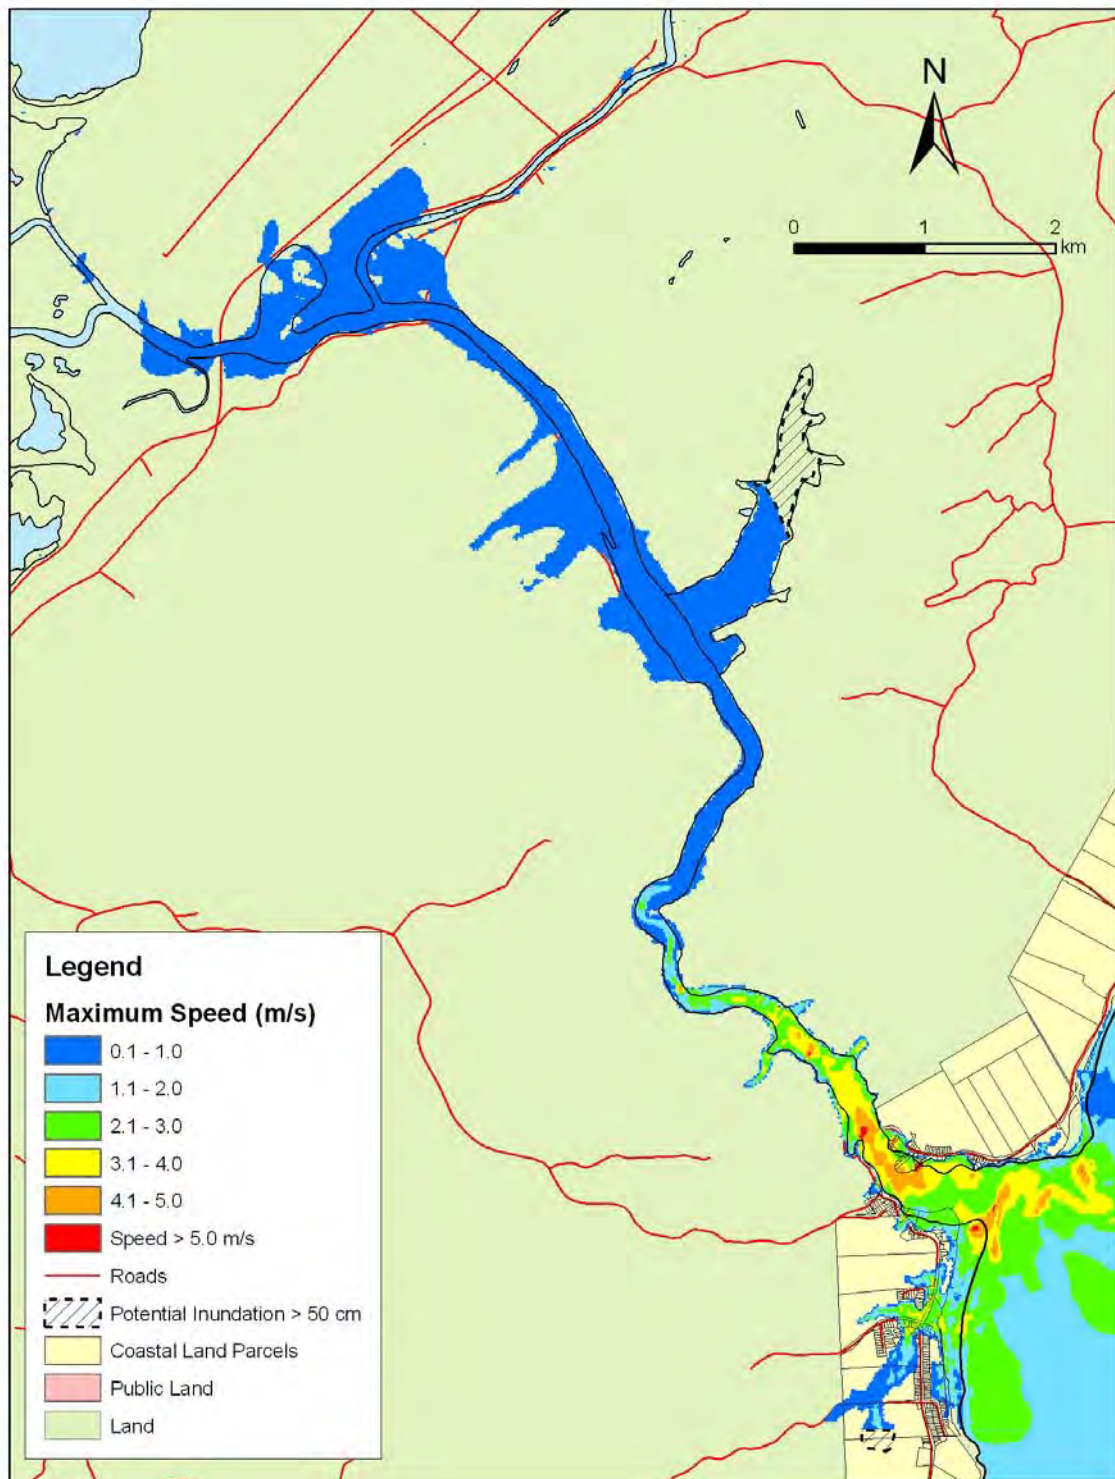 N
0 1 2
km
Legend
Maximum Speed (m/s)
0.1 - 1.0
1.1 - 2.0
2.1 - 3.0
3.1 - 4.0
4.1 - 5.0
Speed > 5.0 m/s
Roads
Potential Inundation > 50 cm
Coastal Land Parcels
Public Land
Land